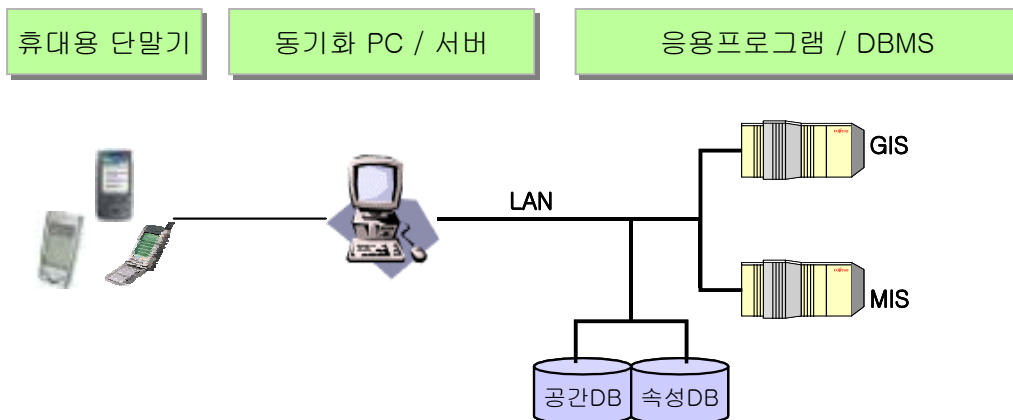 휴대용 단말기
동기화 PC / 서버
응용프로그램 / DBMS
GIS
LAN
MIS
공간DB
속성DB